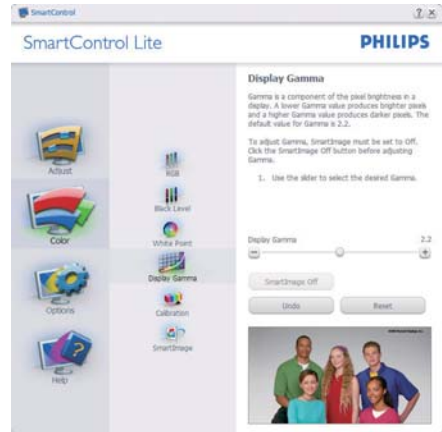 SmartControl
SmartControl Lite
PHILIPS
Adjust
Color
Options
Help
RGB
Black Level
White Point
Display Gamma
Calibration
SmartImage
Display Gamma
Gamma is a component of the pixel brightness in a
display. A lower Gamma value produces brighter pixels
and a higher Gamma value produces darker pixels. The
default value for Gamma is 2.2.
To adjust Gamma, SmartImage must be set to Off.
Click the SmartImage Off button before adjusting
Gamma.
1. Use the slider to select the desired Gamma.
Display Gamma 2.2
SmartImage Off
Undo Reset